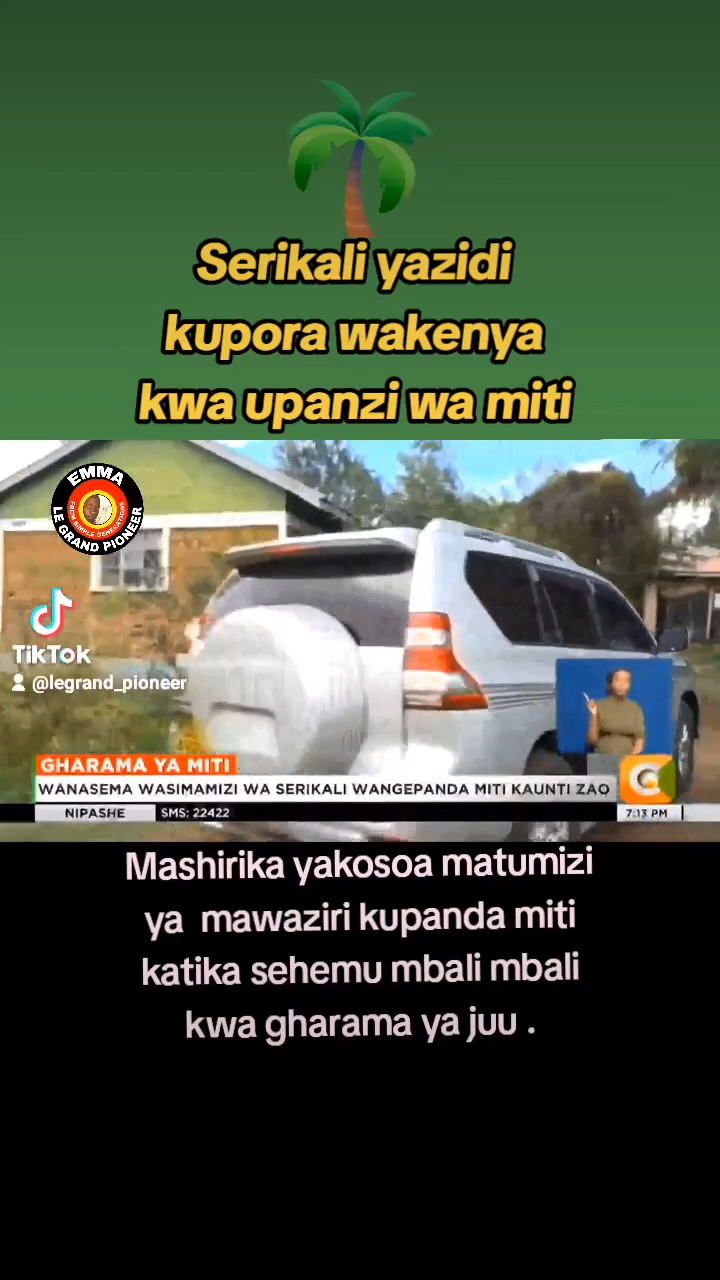 Serikali yazidi
kupora wakenya
kwa upanzi wa miti
EMMA
LE GRAND PIONEER
TikTok
@legrand_pioneer
GHARAMA YA MITI
WANASEMA WASIMAMIZI WA SERIKALI WANGEPANDA MITI KAUNTI ZAO
NIPASHE SMS: 22422 7:13 PM
Mashirika yakosoa matumizi
ya mawaziri kupanda miti
katika sehemu mbali mbali
kwa gharama ya juu .